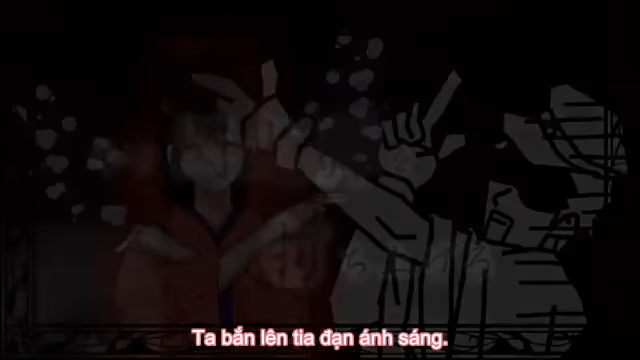 Ta bắn lên tia đạn ánh sáng.